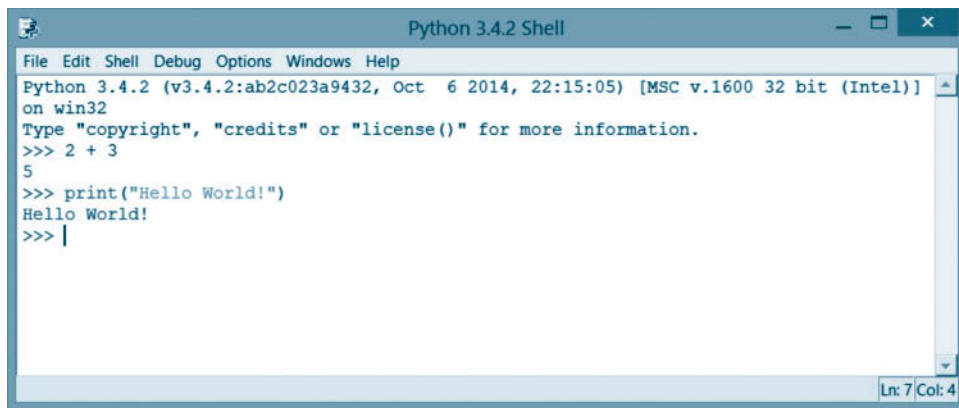 Python 3.4.2 Shell
File Edit Shell Debug Options Windows Help
Python 3.4.2 (v3.4.2:ab2c023a9432, Oct  6 2014, 22:15:05) [MSC v.1600 32 bit (Intel)]
on win32
Type "copyright", "credits" or "license()" for more information.
>>> 2 + 3
5
>>> print("Hello World!")
Hello World!
>>>
Ln: 7 Col: 4